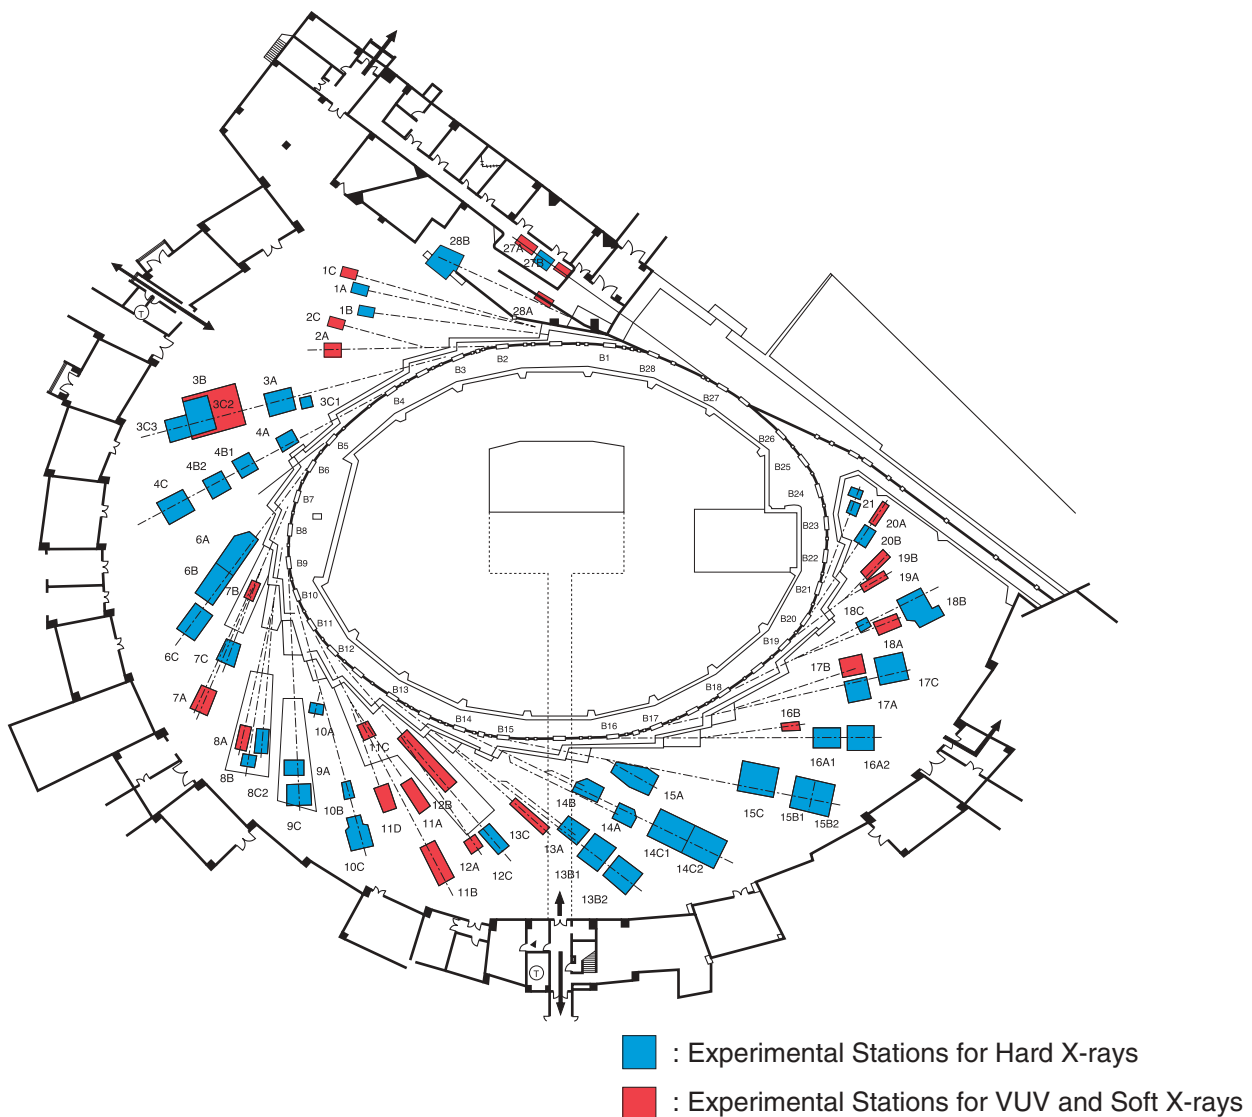 28B
27A
27B
1C
1A
28A
1B
2C
2A
B2
B1
B3
B28
3B
3A
B4
B27
3C1
3C2
3C3
4A
B5
B26
4B1
B6
B25
4B2
4C
B7
B24
21
20A
B8
B23
6A
20B
B9
B22
19B
6B
7B
19A
B10
B21
18B
18C
B11
B20
B19
18A
6C
7C
B12
17B
17C
B13
B18
7A
17A
16B
B14
B17
B16
10A
B15
8A
11C
16A1
16A2
9A
8B
8C2
15A
14B
12B
10B
15C
15B1
15B2
9C
11D
11A
14A
13C
13A
14C1
14C2
10C
12A
12C
13B1
11B
13B2
T
T
: Experimental Stations for Hard X-rays
: Experimental Stations for VUV and Soft X-rays